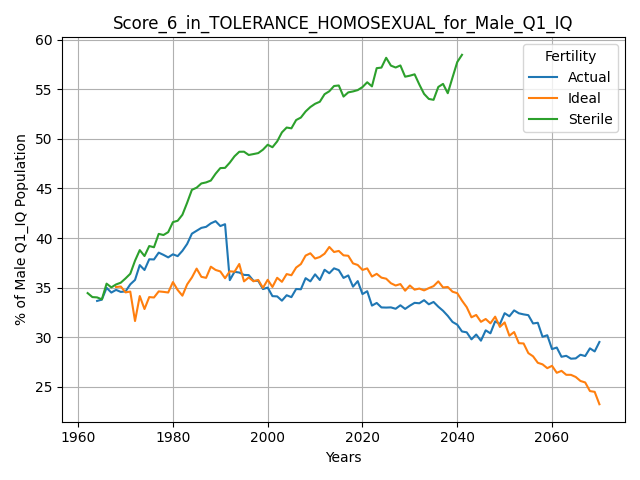 Score_6_in_TOLERANCE_HOMOSEXUAL_for_Male_Q1_IQ
60
55
50
45
40
35
30
25
% of Male Q1_IQ Population
Fertility
Actual
Ideal
Sterile
1960
1980
2000
2020
2040
2060
Years